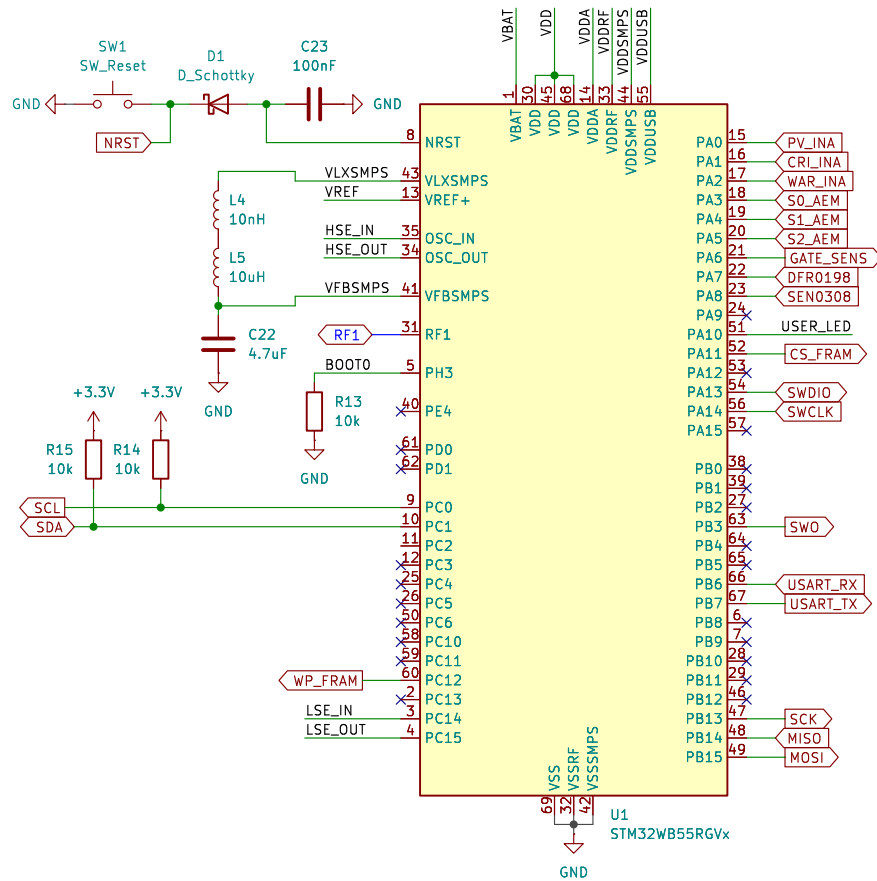 VBAT
VDD
VDDA
VDDRF
VDDSMPS
VDDUSB
SW1
SW_Reset
D1
D_Schottky
C23
100nF
GND
GND
NRST
1
30
45
68
14
33
44
55
VBAT
VDD
VDD
VDD
VDDA
VDDRF
VDDSMPS
VDDUSB
8 NRST
VLXSMPS 43 VLXSMPS
VREF 13 VREF+
L4
10nH
HSE_IN 35 OSC_IN
HSE_OUT 34 OSC_OUT
L5
10uH
VFBSMPS 41 VFBSMPS
C22
4.7uF
GND
RF1 31 RF1
BOOT0 5 PH3
R13
10k
GND
40 PE4
+3.3V
+3.3V
R15
10k
R14
10k
61 PD0
62 PD1
SCL 9 PC0
SDA 10 PC1
11 PC2
12 PC3
25 PC4
26 PC5
50 PC6
58 PC10
59 PC11
WP_FRAM 60 PC12
2 PC13
LSE_IN 3 PC14
LSE_OUT 4 PC15
PA0 15 PV_INA
PA1 16 CRI_INA
PA2 17 WAR_INA
PA3 18 S0_AEM
PA4 19 S1_AEM
PA5 20 S2_AEM
PA6 21 GATE_SENS
PA7 22 DFR0198
PA8 23 SEN0308
PA9 24
PA10 51 USER_LED
PA11 52 CS_FRAM
PA12 53
PA13 54 SWDIO
PA14 56 SWCLK
PA15 57
PB0 38
PB1 39
PB2 27
PB3 63 SWO
PB4 64
PB5 65
PB6 66 USART_RX
PB7 67 USART_TX
PB8 6
PB9 7
PB10 28
PB11 29
PB12 46
PB13 47 SCK
PB14 48 MISO
PB15 49 MOSI
VSS
VSSRF
VSSSMPS
69
32
42
U1
STM32WB55RGVx
GND